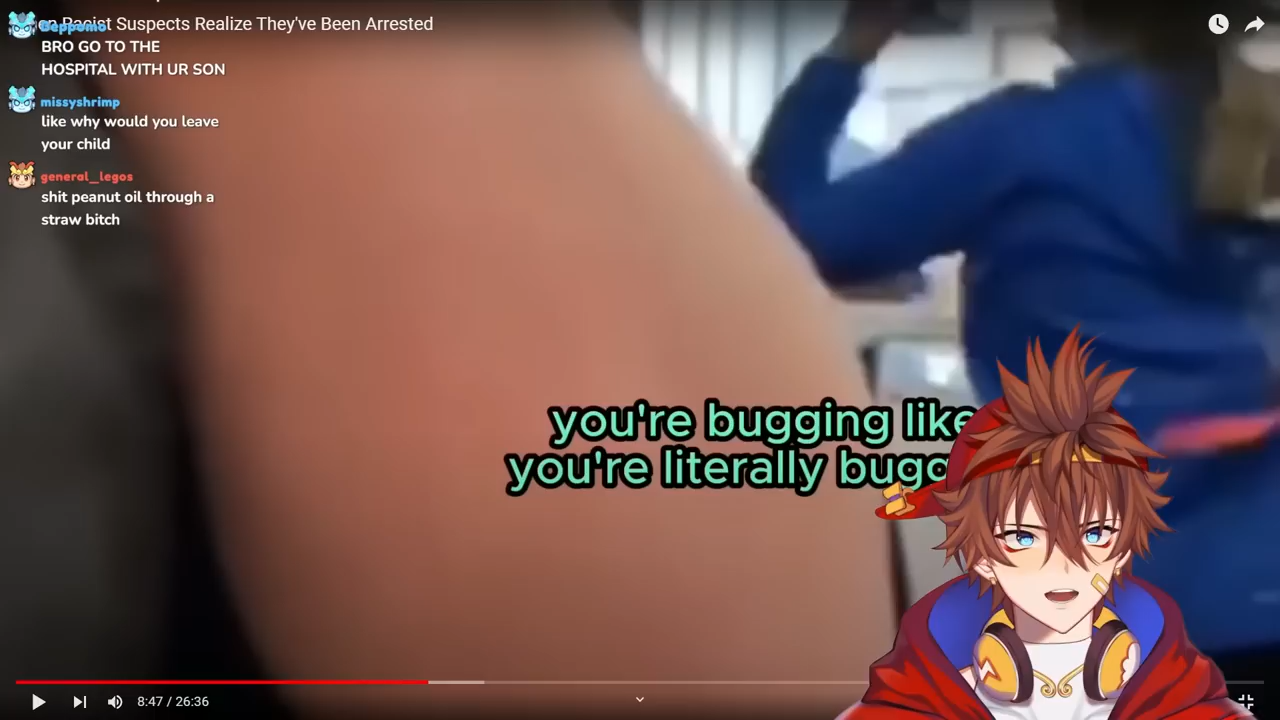 Racist Suspects Realize They've Been Arrested
Beppomo
BRO GO TO THE
HOSPITAL WITH UR SON
missyshrimp
like why would you leave
your child
general_legos
shit peanut oil through a
straw bitch
you're bugging like
you're literally bugg
8:47 / 26:36